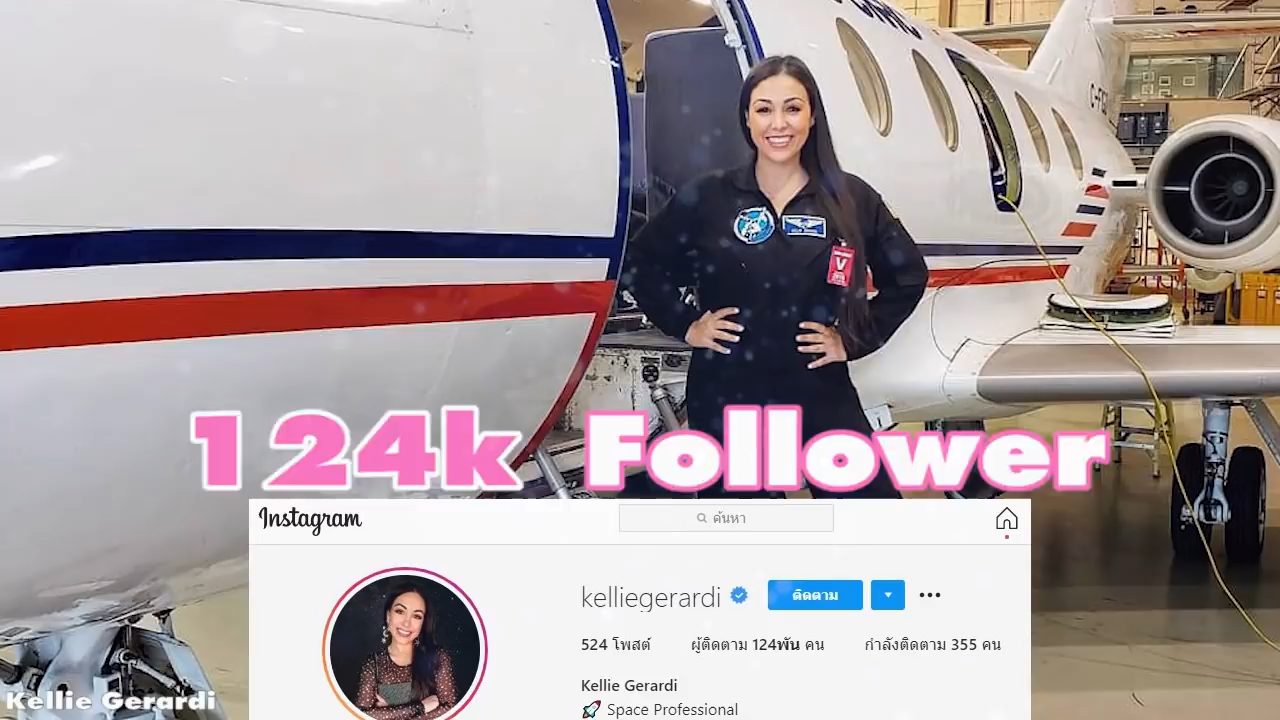 124k Follower
Instagram
ค้นหา
kelliegerardi
ติดตาม
524 โพสต์
ผู้ติดตาม 124พัน คน
กำลังติดตาม 355 คน
Kellie Gerardi
🚀 Space Professional
Kellie Gerardi
V